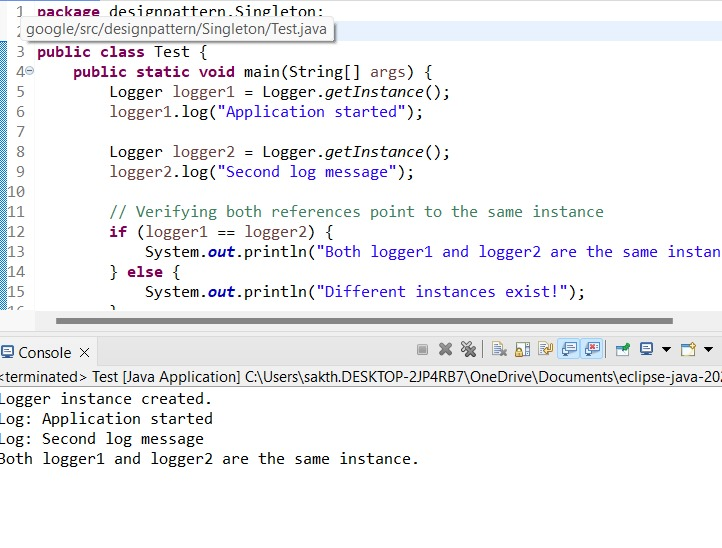 1 package designpattern.Singleton;
2 google/src/designpattern/Singleton/Test.java
3 public class Test {
4 public static void main(String[] args) {
5 Logger logger1 = Logger.getInstance();
6 logger1.log("Application started");
7
8 Logger logger2 = Logger.getInstance();
9 logger2.log("Second log message");
10
11 // Verifying both references point to the same instance
12 if (logger1 == logger2) {
13 System.out.println("Both logger1 and logger2 are the same instan
14 } else {
15 System.out.println("Different instances exist!");
16 }
Console
<terminated> Test [Java Application] C:\Users\sakth.DESKTOP-2JP4RB7\OneDrive\Documents\eclipse-java-202
Logger instance created.
Log: Application started
Log: Second log message
Both logger1 and logger2 are the same instance.